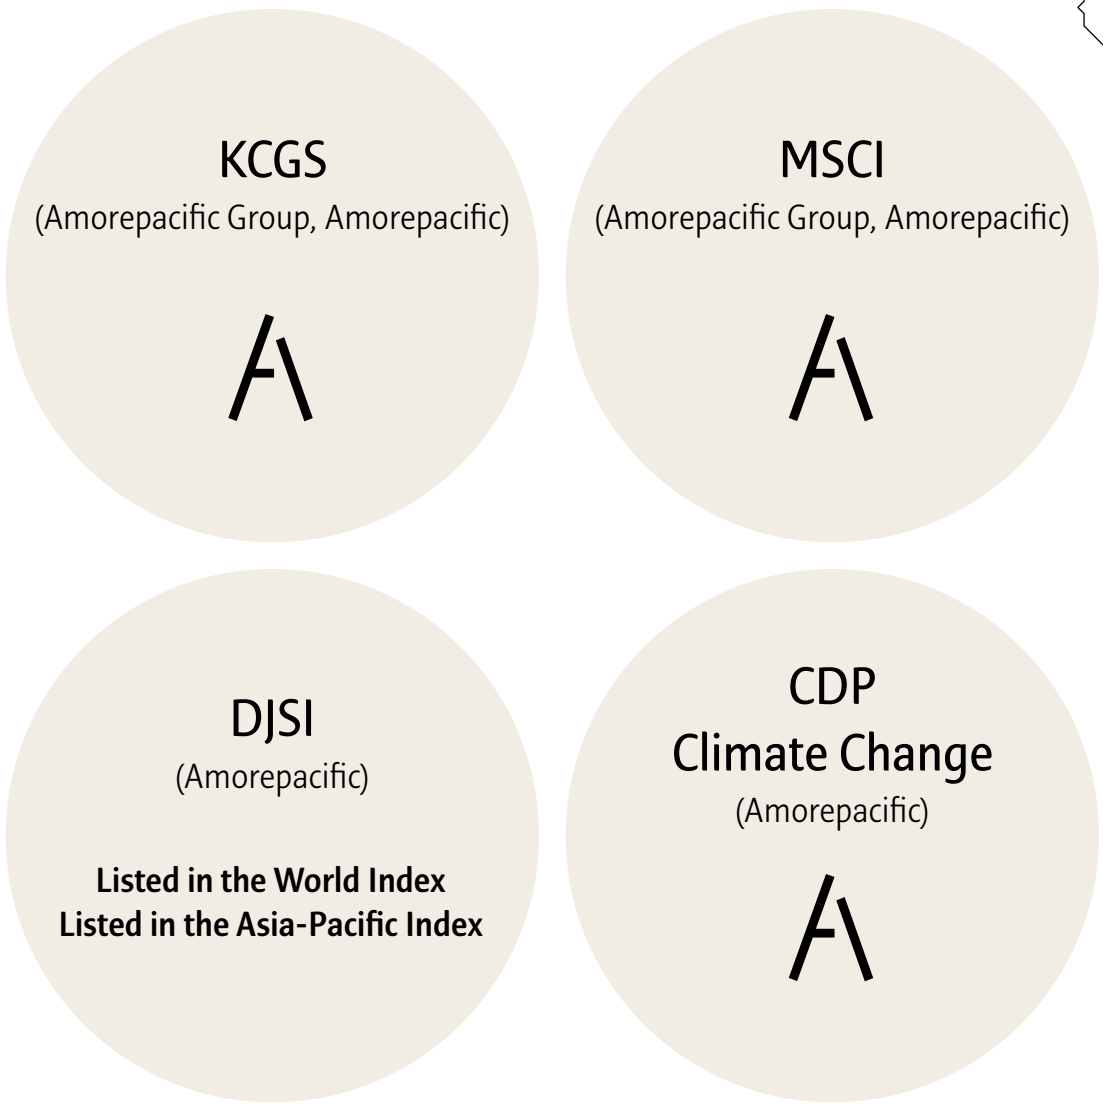 KCGS
(Amorepacific Group, Amorepacific)
A
MSCI
(Amorepacific Group, Amorepacific)
A
DJSI
(Amorepacific)
Listed in the World Index
Listed in the Asia-Pacific Index
CDP
Climate Change
(Amorepacific)
A